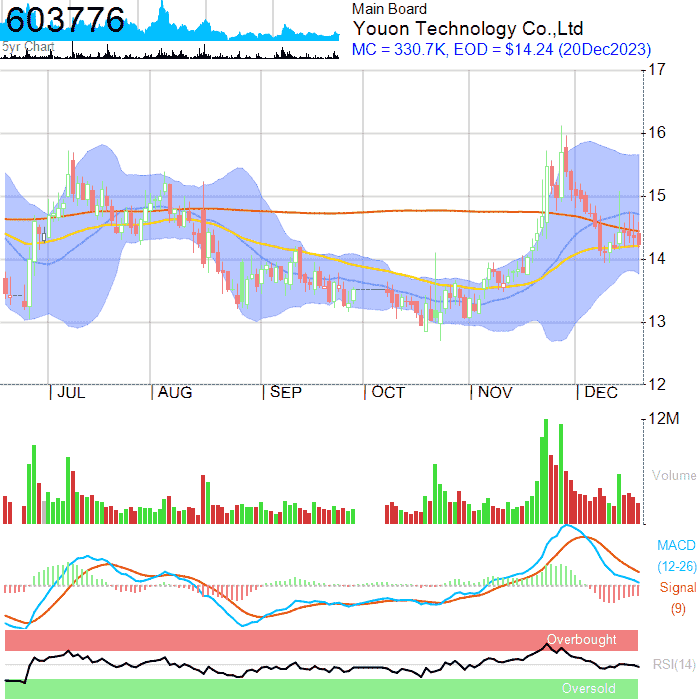 603776
5yr Chart
Main Board
Youon Technology Co.,Ltd
MC = 330.7K, EOD = $14.24 (20Dec2023)
17
16
15
14
13
12
JUL
AUG
SEP
OCT
NOV
DEC
12M
Volume
MACD
(12-26)
Signal
(9)
Overbought
RSI(14)
Oversold